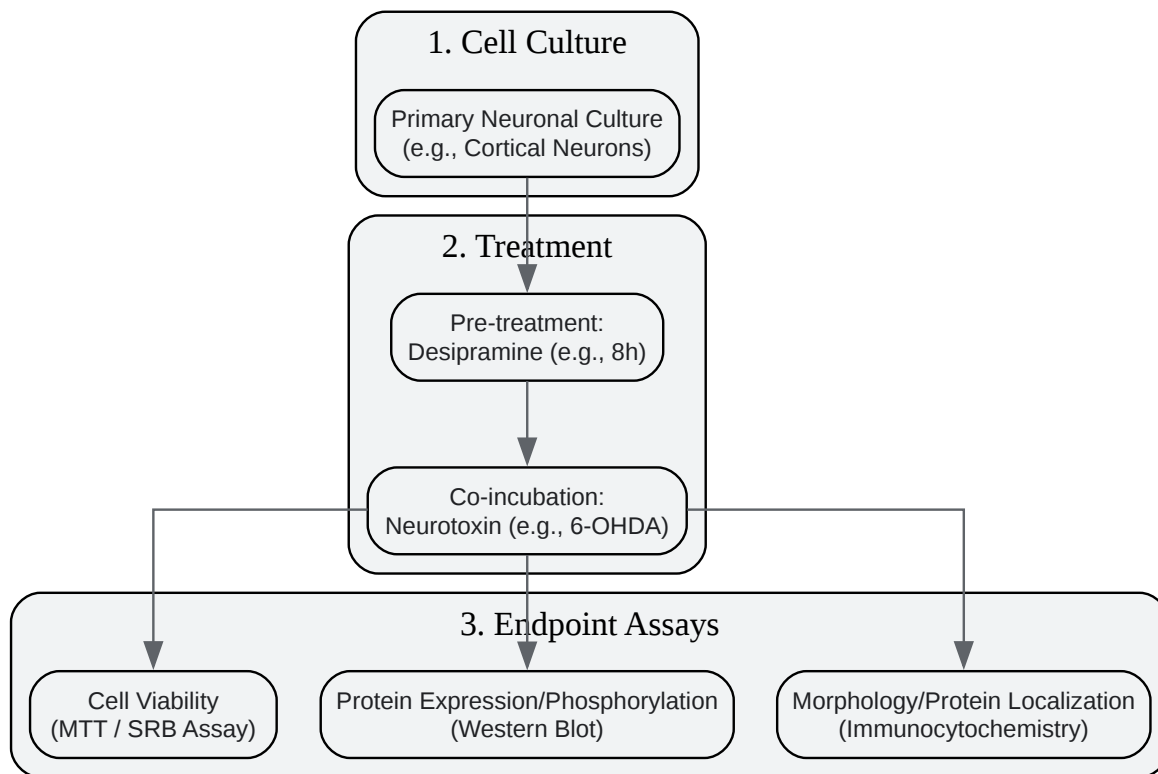 1. Cell Culture
Primary Neuronal Culture
(e.g., Cortical Neurons)
2. Treatment
Pre-treatment:
Desipramine (e.g., 8h)
Co-incubation:
Neurotoxin (e.g., 6-OHDA)
3. Endpoint Assays
Cell Viability
(MTT / SRB Assay)
Protein Expression/Phosphorylation
(Western Blot)
Morphology/Protein Localization
(Immunocytochemistry)